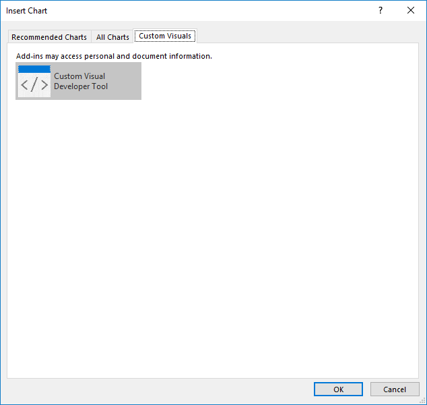 Insert Chart
?
Recommended Charts All Charts Custom Visuals
Add-ins may access personal and document information.
</>
Custom Visual
Developer Tool
OK Cancel